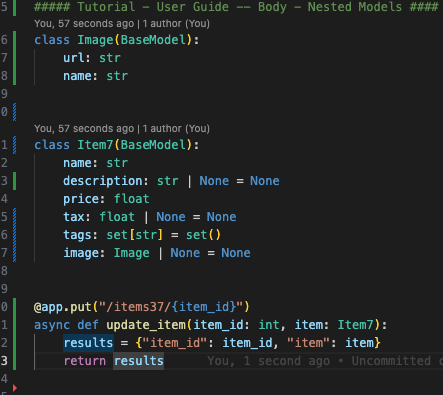 5 ##### Tutorial - User Guide -- Body - Nested Models ####
You, 57 seconds ago | 1 author (You)
6 class Image(BaseModel):
7 url: str
8 name: str
9
0
You, 57 seconds ago | 1 author (You)
1 class Item7(BaseModel):
2 name: str
3 description: str | None = None
4 price: float
5 tax: float | None = None
6 tags: set[str] = set()
7 image: Image | None = None
8
9
0 @app.put("/items37/{item_id}")
1 async def update_item(item_id: int, item: Item7):
2 results = {"item_id": item_id, "item": item}
3 return results You, 1 second ago • Uncommitted
4
5